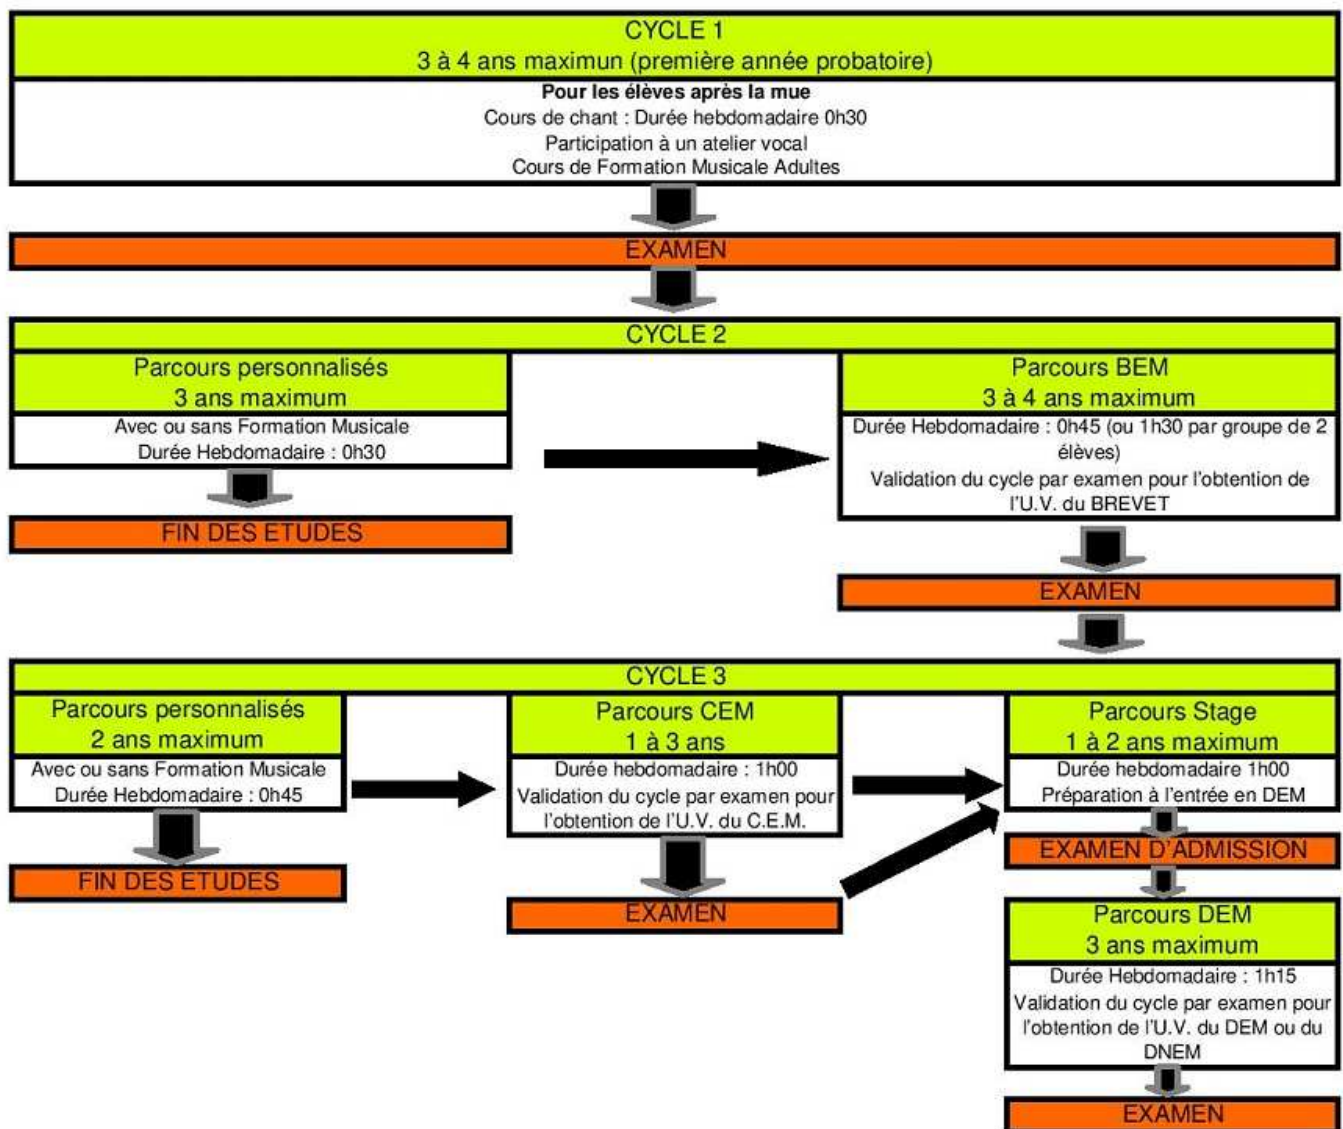 CYCLE 1
3 à 4 ans maximun (première année probatoire)
Pour les élèves après la mue
Cours de chant : Durée hebdomadaire 0h30
Participation à un atelier vocal
Cours de Formation Musicale Adultes
EXAMEN
CYCLE 2
Parcours personnalisés
3 ans maximum
Avec ou sans Formation Musicale
Durée Hebdomadaire : 0h30
FIN DES ETUDES
Parcours BEM
3 à 4 ans maximum
Durée Hebdomadaire : 0h45 (ou 1h30 par groupe de 2
élèves)
Validation du cycle par examen pour l'obtention de
l'U.V. du BREVET
EXAMEN
CYCLE 3
Parcours personnalisés
2 ans maximum
Avec ou sans Formation Musicale
Durée Hebdomadaire : 0h45
FIN DES ETUDES
Parcours CEM
1 à 3 ans
Durée hebdomadaire : 1h00
Validation du cycle par examen pour
l'obtention de l'U.V. du C.E.M.
EXAMEN
Parcours Stage
1 à 2 ans maximum
Durée hebdomadaire 1h00
Préparation à l'entrée en DEM
EXAMEN D'ADMISSION
Parcours DEM
3 ans maximum
Durée Hebdomadaire : 1h15
Validation du cycle par examen pour
l'obtention de l'U.V. du DEM ou du
DNEM
EXAMEN